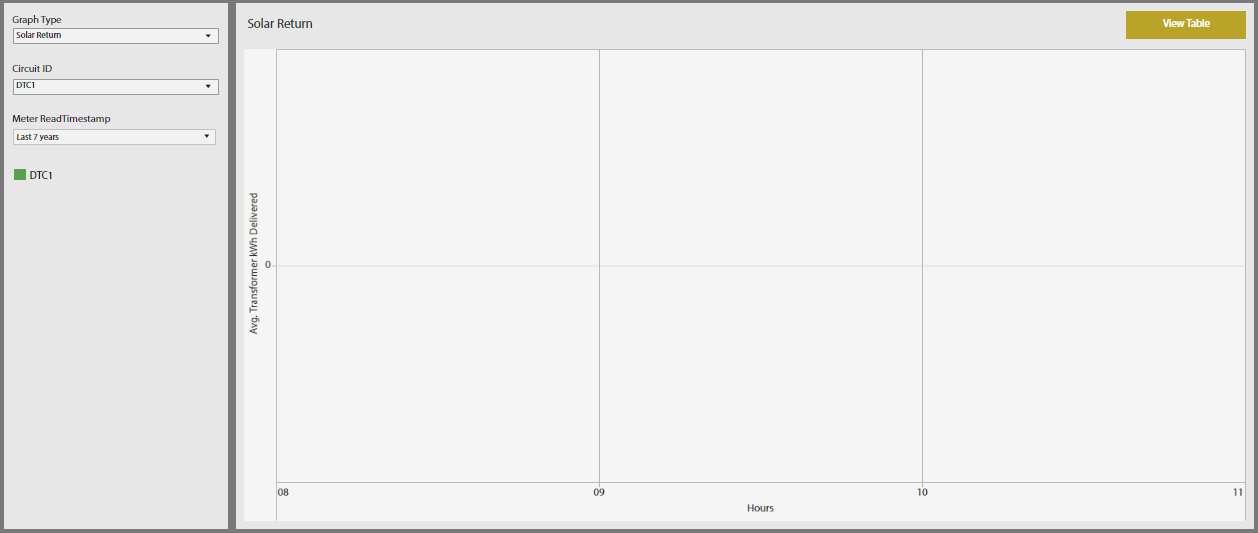 Graph Type
Solar Return
Circuit ID
DTC1
Meter ReadTimestamp
Last 7 years
DTC1
Solar Return
View Table
Avg. Transformer kWh Delivered
0
08 09 10 11
Hours